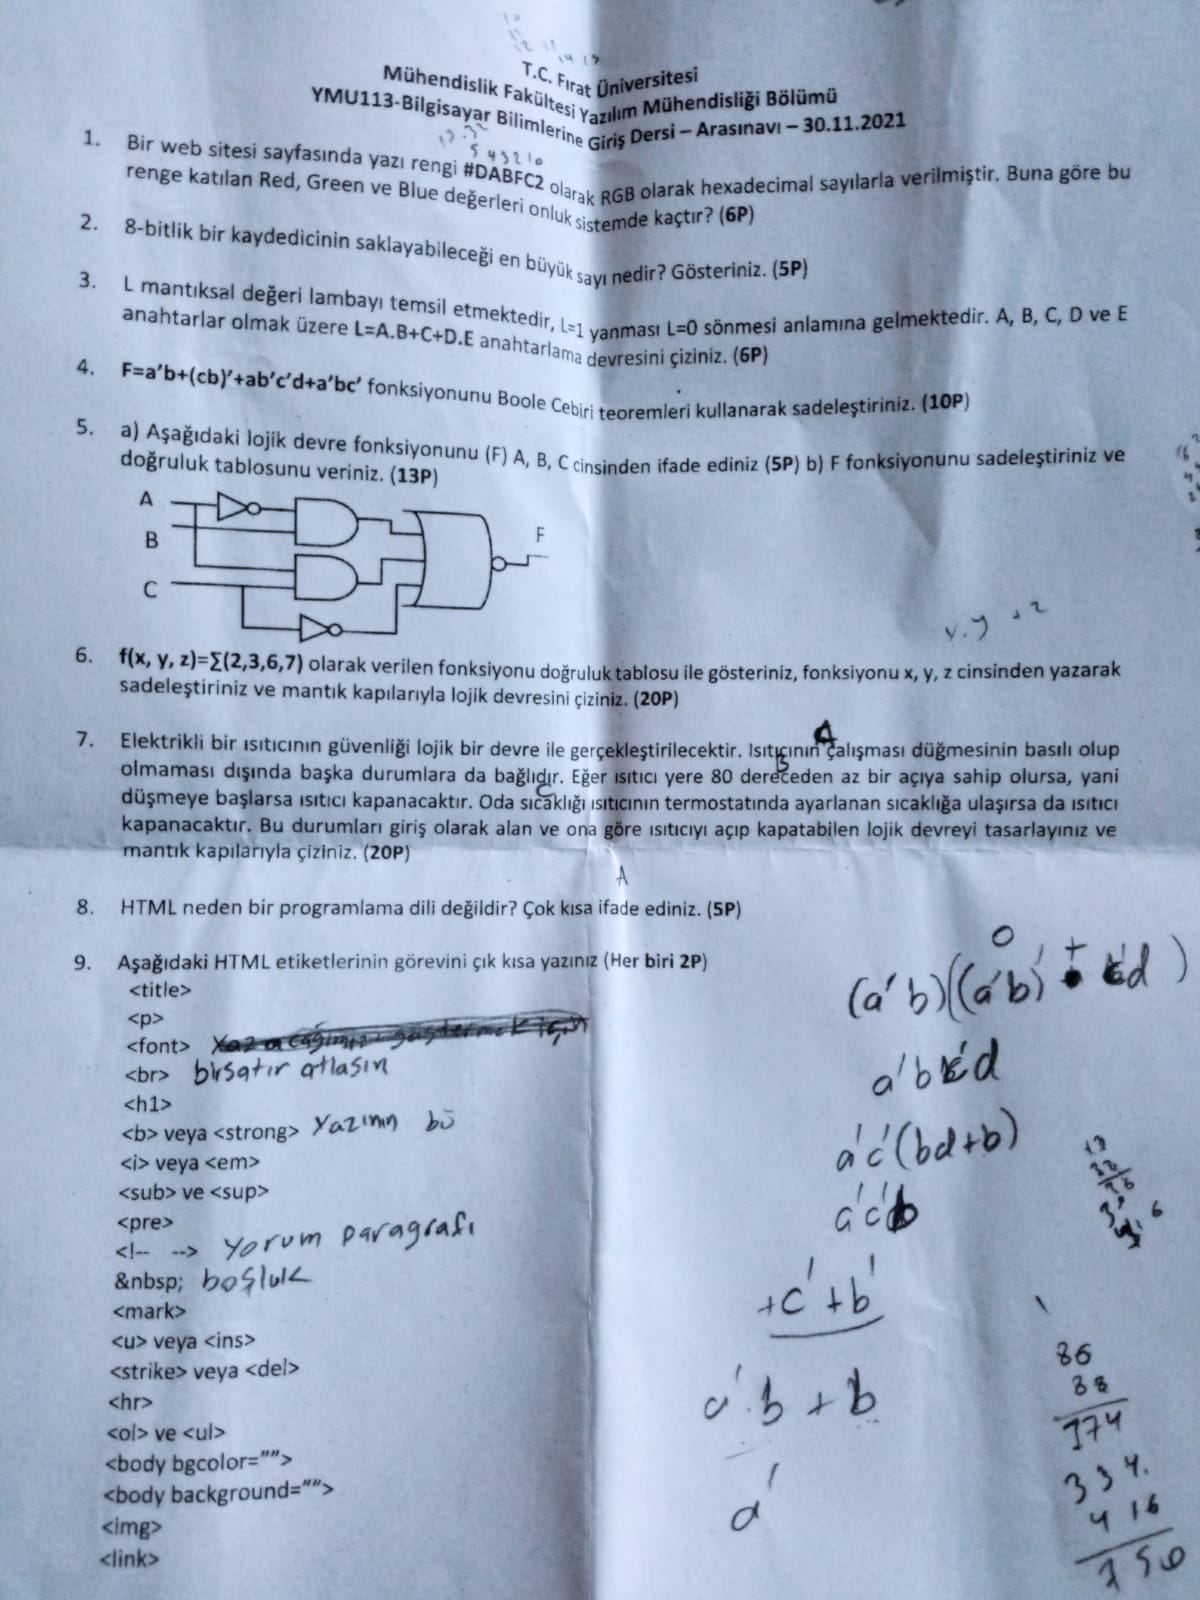 T.C. Fırat Üniversitesi
Mühendislik Fakültesi Yazılım Mühendisliği Bölümü
YMU113-Bilgisayar Bilimlerine Giriş Dersi – Arasınavı – 30.11.2021
543210
1. Bir web sitesi sayfasında yazı rengi #DABFC2 olarak RGB olarak hexadecimal sayılarla verilmiştir. Buna göre bu
renge katılan Red, Green ve Blue değerleri onluk sistemde kaçtır? (6P)
2. 8-bitlik bir kaydedicinin saklayabileceği en büyük sayı nedir? Gösteriniz. (5P)
3. L mantıksal değeri lambayı temsil etmektedir, L=1 yanması L=0 sönmesi anlamına gelmektedir. A, B, C, D ve E
anahtarlar olmak üzere L=A.B+C+D.E anahtarlama devresini çiziniz. (6P)
4. F=a’b+(cb)’+ab’c’d+a’bc’ fonksiyonunu Boole Cebiri teoremleri kullanarak sadeleştiriniz. (10P)
5. a) Aşağıdaki lojik devre fonksiyonunu (F) A, B, C cinsinden ifade ediniz (5P) b) F fonksiyonunu sadeleştiriniz ve
doğruluk tablosunu veriniz. (13P)
A
B
C
F
x.y +z
6. f(x, y, z)=∑(2,3,6,7) olarak verilen fonksiyonu doğruluk tablosu ile gösteriniz, fonksiyonu x, y, z cinsinden yazarak
sadeleştiriniz ve mantık kapılarıyla lojik devresini çiziniz. (20P)
A
7. Elektrikli bir ısıtıcının güvenliği lojik bir devre ile gerçekleştirilecektir. Isıtıcının çalışması düğmesinin basılı olup
B
olmaması dışında başka durumlara da bağlıdır. Eğer ısıtıcı yere 80 dereceden az bir açıya sahip olursa, yani
C
düşmeye başlarsa ısıtıcı kapanacaktır. Oda sıcaklığı ısıtıcının termostatında ayarlanan sıcaklığa ulaşırsa da ısıtıcı
kapanacaktır. Bu durumları giriş olarak alan ve ona göre ısıtıcıyı açıp kapatabilen lojik devreyi tasarlayınız ve
mantık kapılarıyla çiziniz. (20P)
A
8. HTML neden bir programlama dili değildir? Çok kısa ifade ediniz. (5P)
9. Aşağıdaki HTML etiketlerinin görevini çık kısa yazınız (Her biri 2P)
<title>
<p>
<font>
<br> bir satır atlasın
<h1>
<b> veya <strong> Yazının bü
<i> veya <em>
<sub> ve <sup>
<pre>
<!-- --> Yorum paragrafı
&nbsp; boşluk
<mark>
<u> veya <ins>
<strike> veya <del>
<hr>
<ol> ve <ul>
<body bgcolor=””>
<body background=””>
<img>
<link>
a'c'(bd+b)
a'c'b
+c'+b'
a'.b + b
a'
86
88
174
334.
416
750